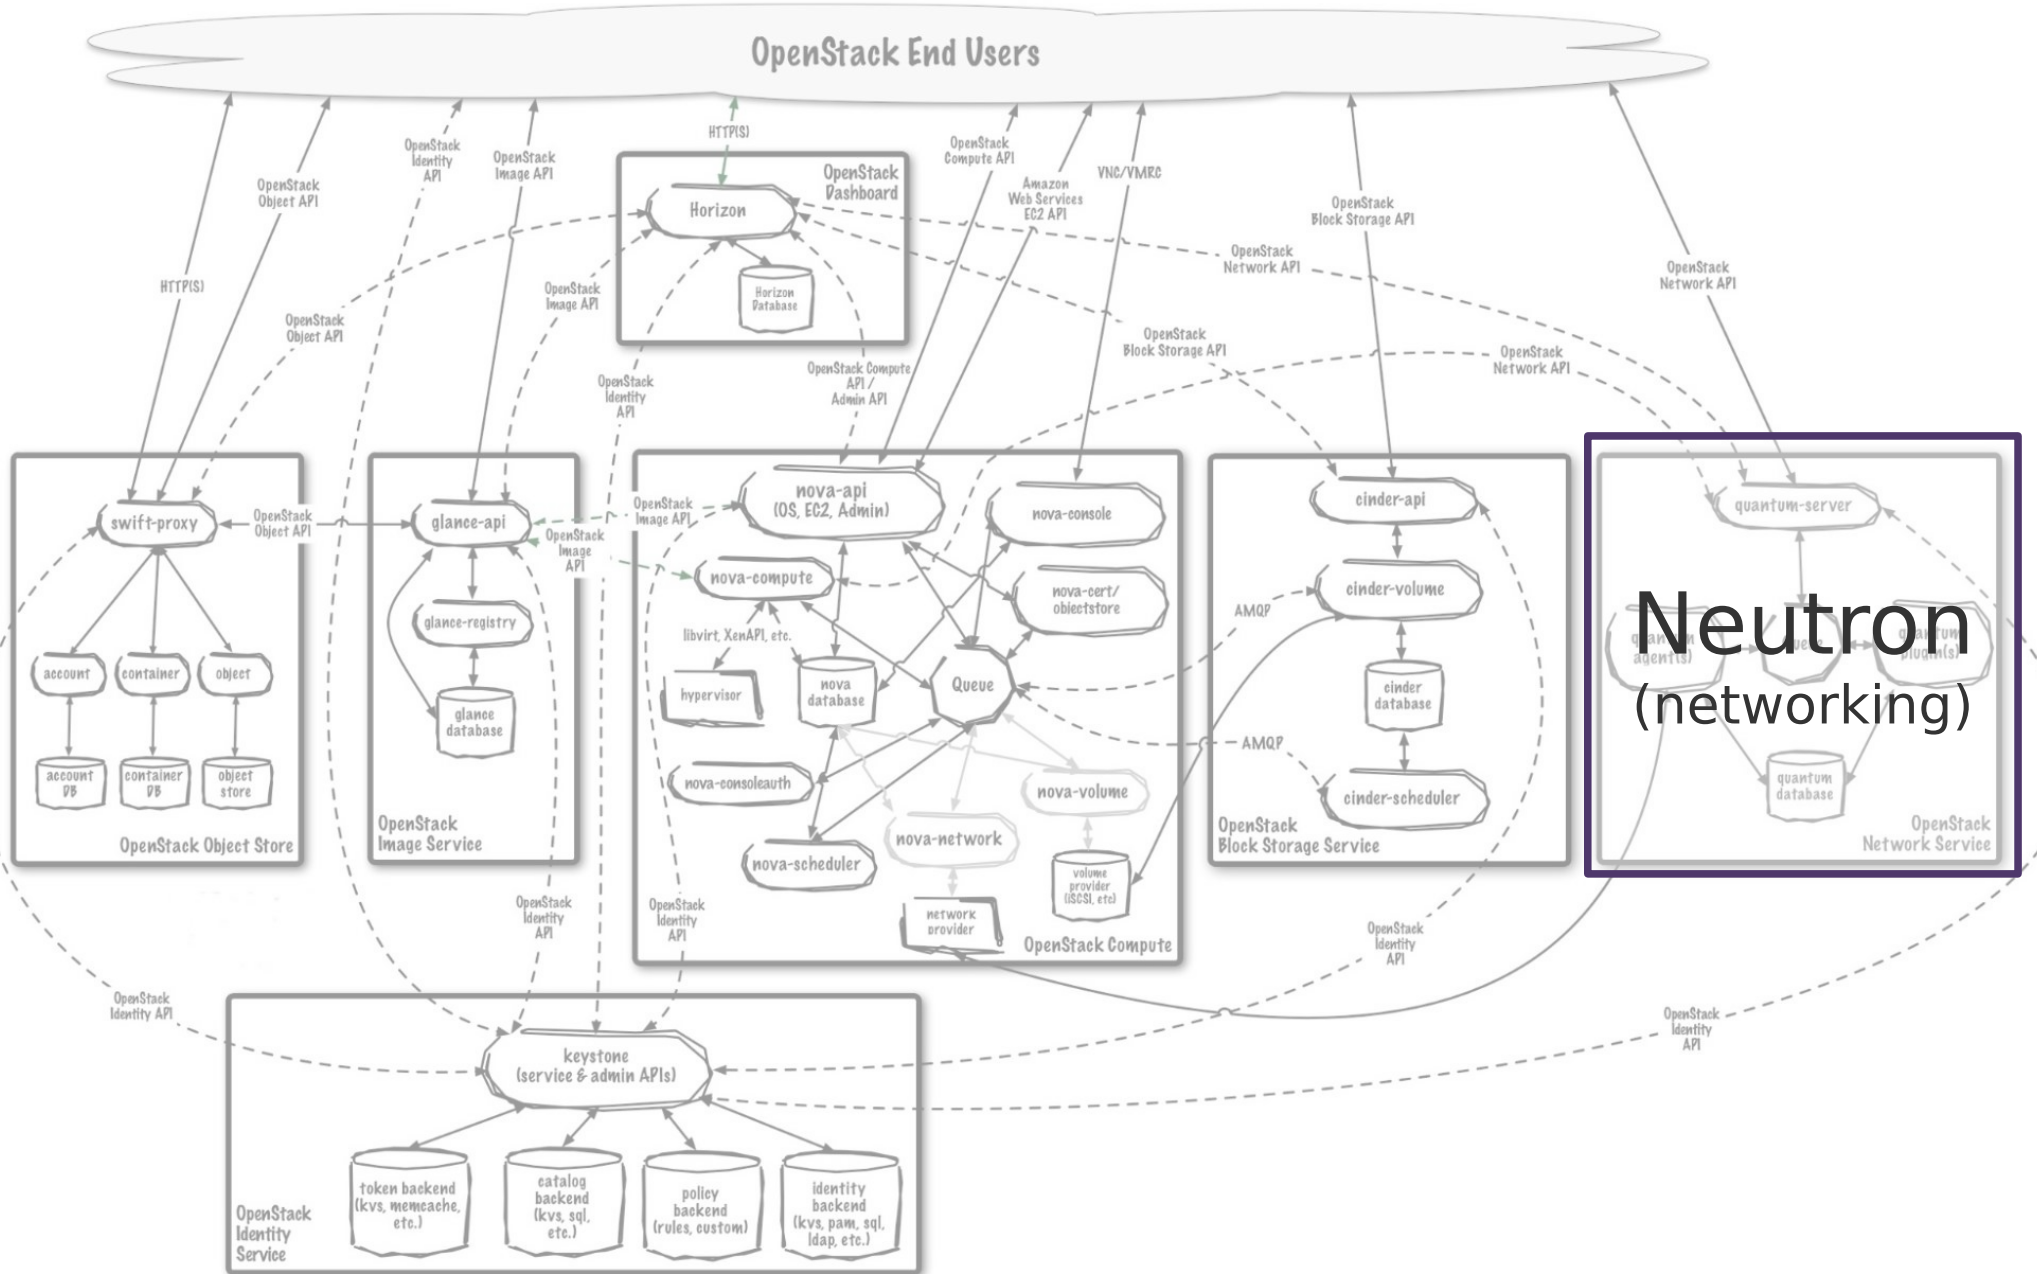 OpenStack End Users
HTTP(S)
OpenStack
Object API
OpenStack
Identity
API
OpenStack
Image API
HTTP(S)
OpenStack
Compute API
Amazon
Web Services
EC2 API
VNC/VMRC
OpenStack
Block Storage API
OpenStack
Network API
OpenStack
Dashboard
Horizon
Horizon
Database
OpenStack
Object API
OpenStack
Image API
OpenStack
Identity
API
OpenStack Compute
API /
Admin API
OpenStack
Network API
OpenStack
Block Storage API
OpenStack
Network API
swift-proxy
account
container
object
account
DB
container
DB
object
store
OpenStack Object Store
OpenStack
Object API
glance-api
glance-registry
glance
database
OpenStack
Image Service
OpenStack
Image API
OpenStack
Image
API
nova-api
(OS, EC2, Admin)
nova-console
nova-compute
nova-cert/
objectstore
libvirt, XenAPI, etc.
hypervisor
nova
database
Queue
nova-consoleauth
nova-volume
nova-network
nova-scheduler
volume
provider
(iSCSI, etc)
network
provider
OpenStack Compute
OpenStack
Identity
API
OpenStack
Identity
API
cinder-api
cinder-volume
AMQP
cinder
database
AMQP
cinder-scheduler
OpenStack
Block Storage Service
quantum-server
Neutron
(networking)
quantum
agent(s)
Queue
quantum
plugin(s)
quantum
database
OpenStack
Network Service
OpenStack
Identity
API
OpenStack
Identity API
OpenStack
Identity
API
keystone
(service & admin APIs)
token backend
(kvs, memcache,
etc.)
catalog
backend
(kvs, sql,
etc.)
policy
backend
(rules, custom)
identity
backend
(kvs, pam, sql,
ldap, etc.)
OpenStack
Identity
Service